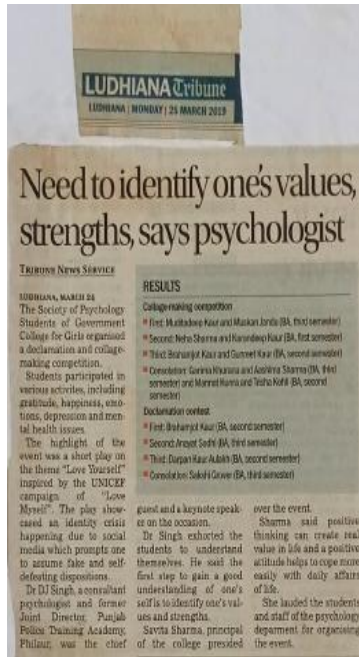 LUDHIANA Tribune
LUDHIANA | MONDAY | 25 MARCH 2019
Need to identify one's values,
strengths, says psychologist
TRIBUNE NEWS SERVICE
LUDHIANA, MARCH 24
The Society of Psychology
Students of Government
College for Girls organised
a declamation and collage-
making competition.
Students participated in
various activites, including
gratitude, happiness, emo-
tions, depression and men-
tal health issues.
The highlight of the
event was a short play on
the theme "Love Yourself"
inspired by the UNICEF
campaign of "Love
Myself". The play show-
cased an identity crisis
happening due to social
media which prompts one
to assume fake and self-
defeating dispositions.
Dr DJ Singh, a consultant
psychologist and former
Joint Director, Punjab
Police Training Academy,
Phillaur, was the chief
RESULTS
Collage-making competition
First: Muskan Janda (BA, third semester)
Second: Neha Sharma and Karandeep Kaur (BA, first semester)
Third: Brahamjot Kaur and Gurneet Kaur (BA, second semester)
Consolation: Garima Khurana and Aashima Sharma (BA, third
semester) and Mannat Kanra and Trisha Kohli (BA, second
semester)
Declamation contest
First: Brahamjot Kaur (BA, second semester)
Second: Anayat Sodhi (BA, third semester)
Third: Darpan Kaur Aulakh (BA, second semester)
Consolation: Sakshi Grover (BA, third semester)
guest and a keynote speak-
er on the occasion.
Dr Singh exhorted the
students to understand
themselves. He said the
first step to gain a good
understanding of one's
self is to identify one's val-
ues and strengths.
Savita Sharma, principal
of the college presided
over the event.
Sharma said positive
thinking can create real
value in life and a positive
attitude helps to cope more
easily with daily affairs
of life.
She lauded the students
and staff of the psychology
deparment for organising
the event.